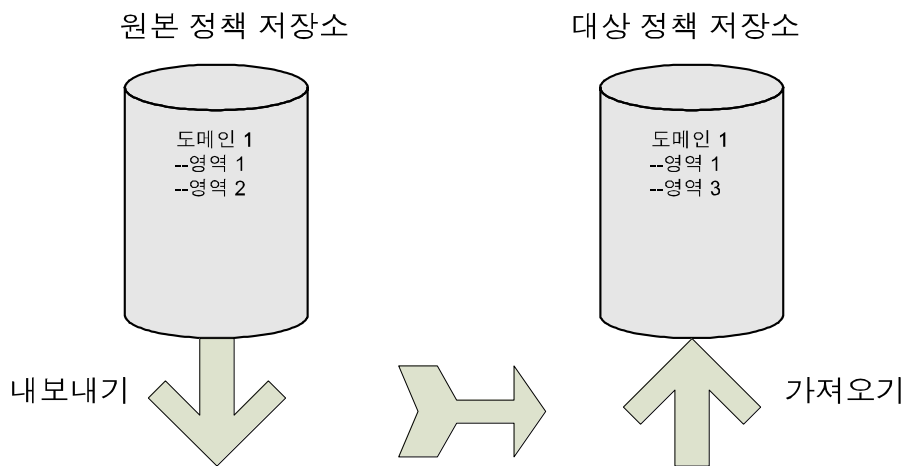 원본 정책 저장소
대상 정책 저장소
도메인 1
--영역 1
--영역 2
도메인 1
--영역 1
--영역 3
내보내기
가져오기